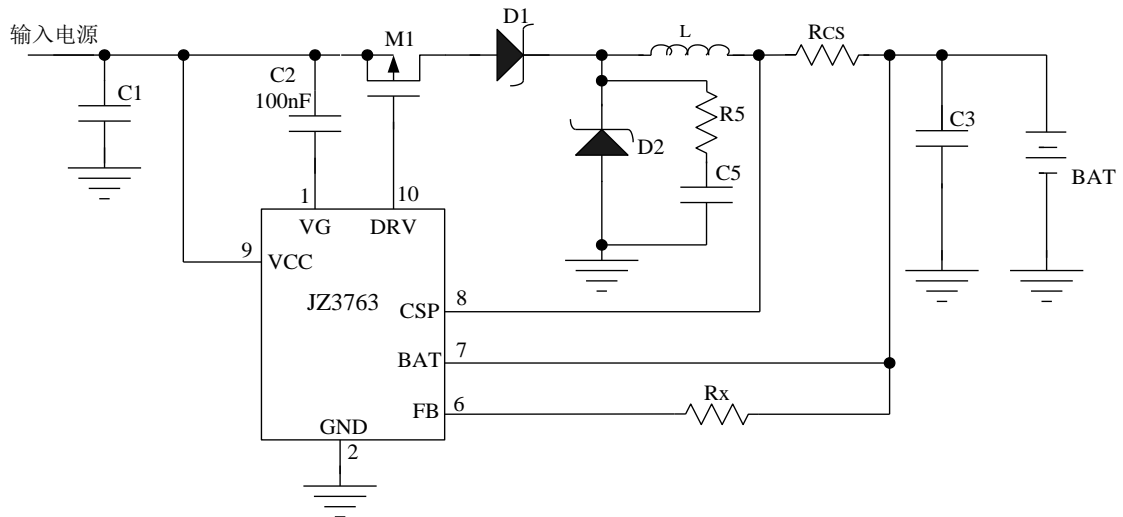 输入电源
M1
D1
L
RCS
C1
C2
100nF
R5
D2
C5
C3
BAT
1
10
VG
DRV
9
VCC
JZ3763
CSP
8
BAT
7
FB
6
Rx
GND
2